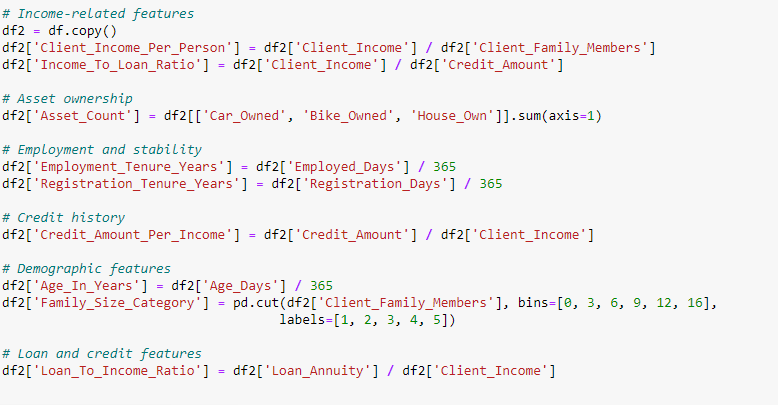 # Income-related features
df2 = df.copy()
df2['Client_Income_Per_Person'] = df2['Client_Income'] / df2['Client_Family_Members']
df2['Income_To_Loan_Ratio'] = df2['Client_Income'] / df2['Credit_Amount']
# Asset ownership
df2['Asset_Count'] = df2[['Car_Owned', 'Bike_Owned', 'House_Own']].sum(axis=1)
# Employment and stability
df2['Employment_Tenure_Years'] = df2['Employed_Days'] / 365
df2['Registration_Tenure_Years'] = df2['Registration_Days'] / 365
# Credit history
df2['Credit_Amount_Per_Income'] = df2['Credit_Amount'] / df2['Client_Income']
# Demographic features
df2['Age_In_Years'] = df2['Age_Days'] / 365
df2['Family_Size_Category'] = pd.cut(df2['Client_Family_Members'], bins=[0, 3, 6, 9, 12, 16],
labels=[1, 2, 3, 4, 5])
# Loan and credit features
df2['Loan_To_Income_Ratio'] = df2['Loan_Annuity'] / df2['Client_Income']